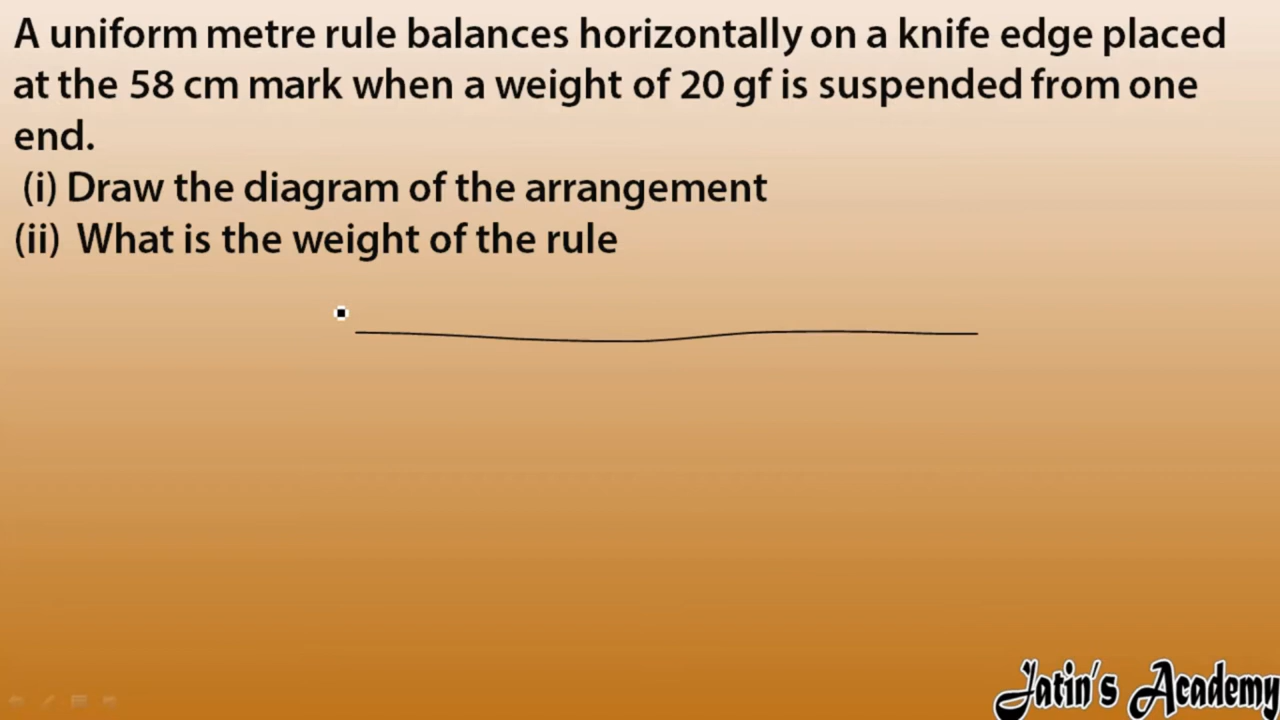 A uniform metre rule balances horizontally on a knife edge placed
at the 58 cm mark when a weight of 20 gf is suspended from one
end.
(i) Draw the diagram of the arrangement
(ii) What is the weight of the rule
Jatin's Academy